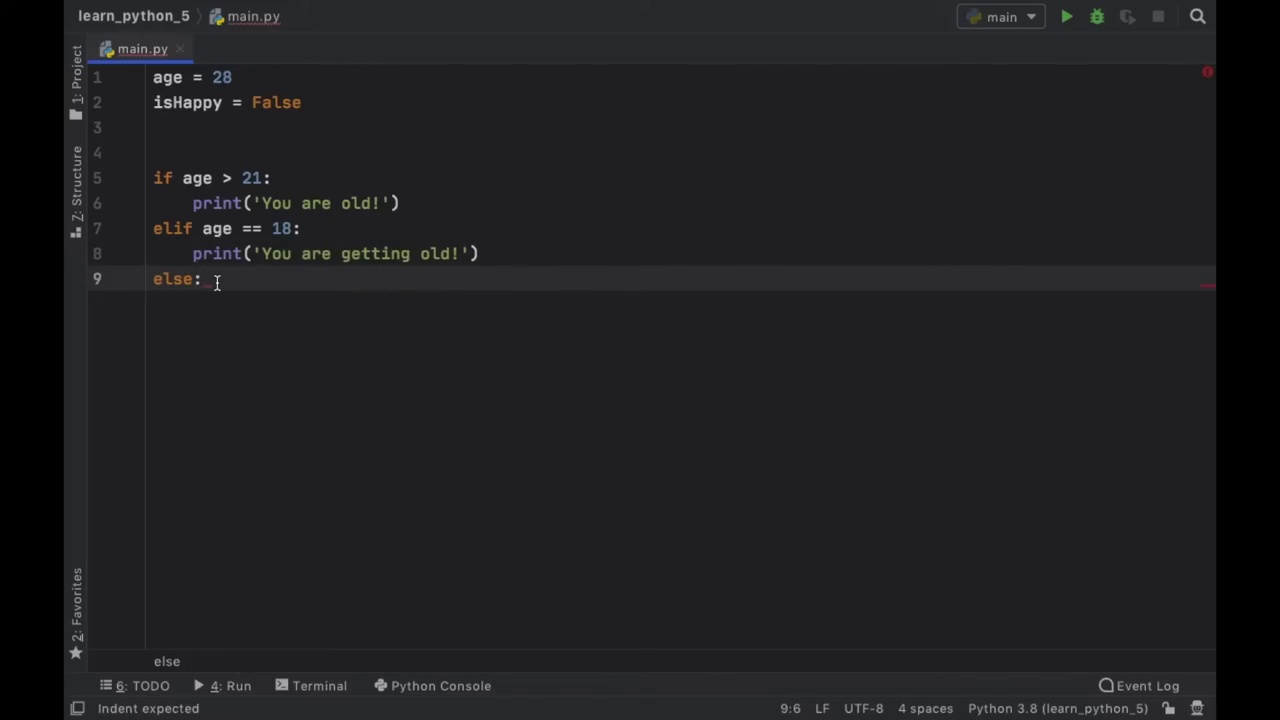 learn_python_5 main.py main
main.py
1: Project
7: Structure
2: Favorites
1 age = 28
2 isHappy = False
3
4
5 if age > 21:
6 print('You are old!')
7 elif age == 18:
8 print('You are getting old!')
9 else:
else
6: TODO 4: Run Terminal Python Console Event Log
Indent expected 9:6 LF UTF-8 4 spaces Python 3.8 (learn_python_5)